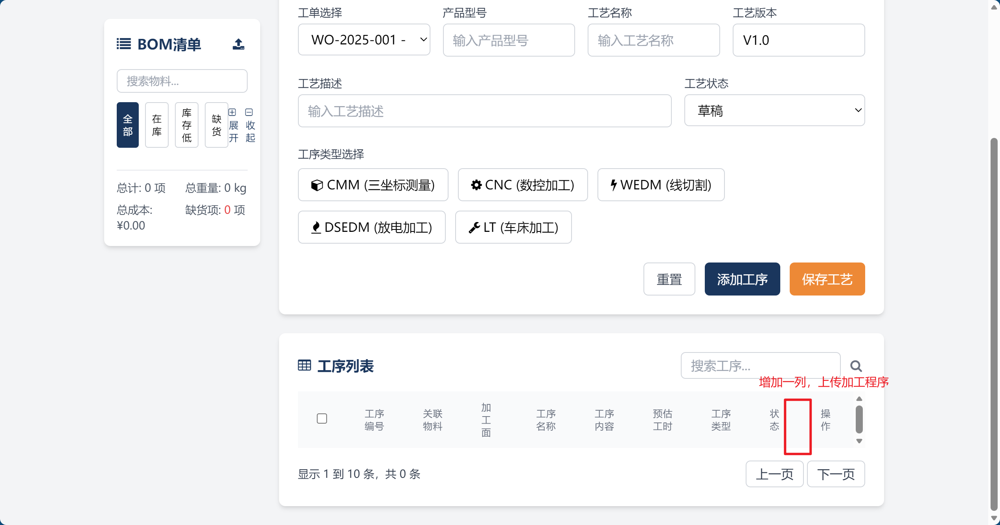 BOM清单
搜索物料...
全部
在库
库存低
缺货
展开
收起
总计: 0 项
总重量: 0 kg
总成本: ¥0.00
缺货项: 0 项
工单选择
WO-2025-001 -
产品型号
输入产品型号
工艺名称
输入工艺名称
工艺版本
V1.0
工艺描述
输入工艺描述
工艺状态
草稿
工序类型选择
CMM (三坐标测量)
CNC (数控加工)
WEDM (线切割)
DSEDM (放电加工)
LT (车床加工)
重置
添加工序
保存工艺
工序列表
搜索工序...
增加一列，上传加工程序
工序编号
关联物料
加工面
工序名称
工序内容
预估工时
工序类型
状态
操作
显示 1 到 10 条，共 0 条
上一页
下一页